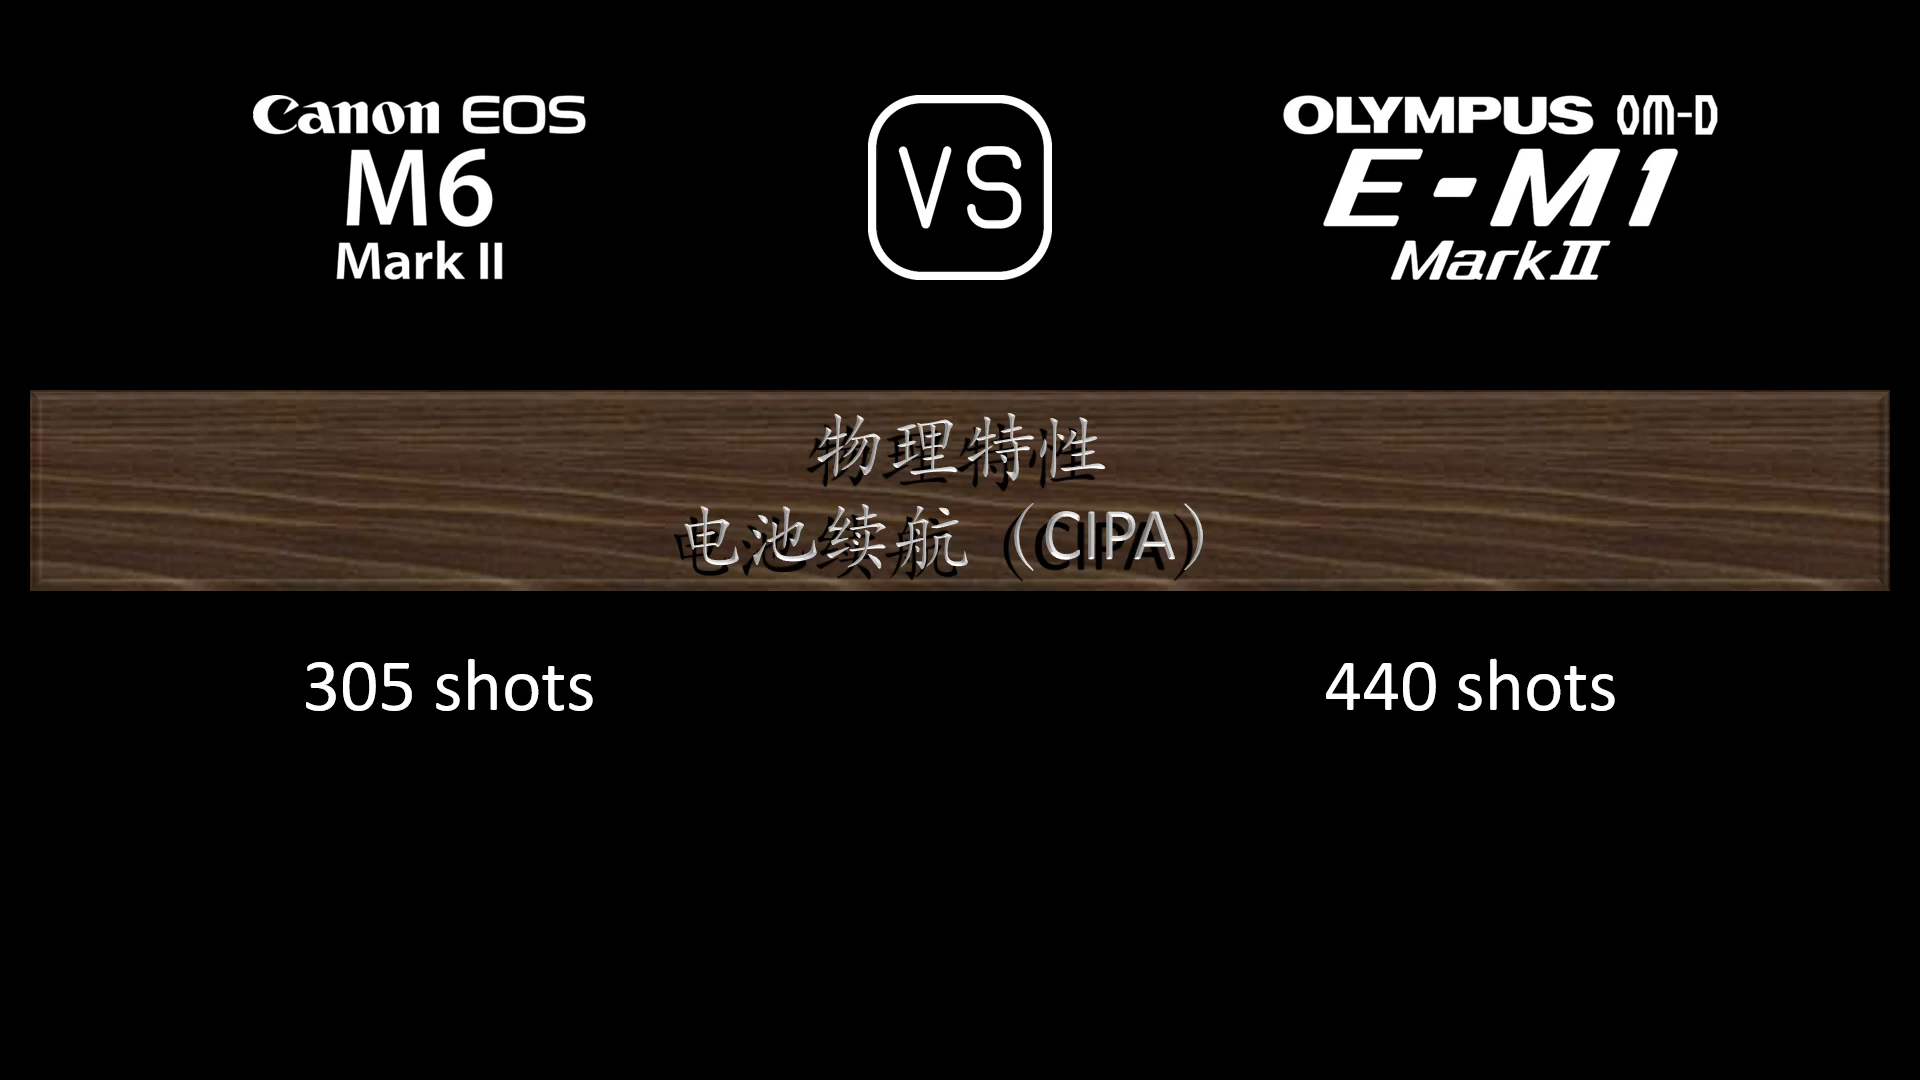 Canon EOS
M6
Mark II
VS
OLYMPUS OM-D
E-M1
Mark II
物理特性
电池续航（CIPA）
305 shots
440 shots